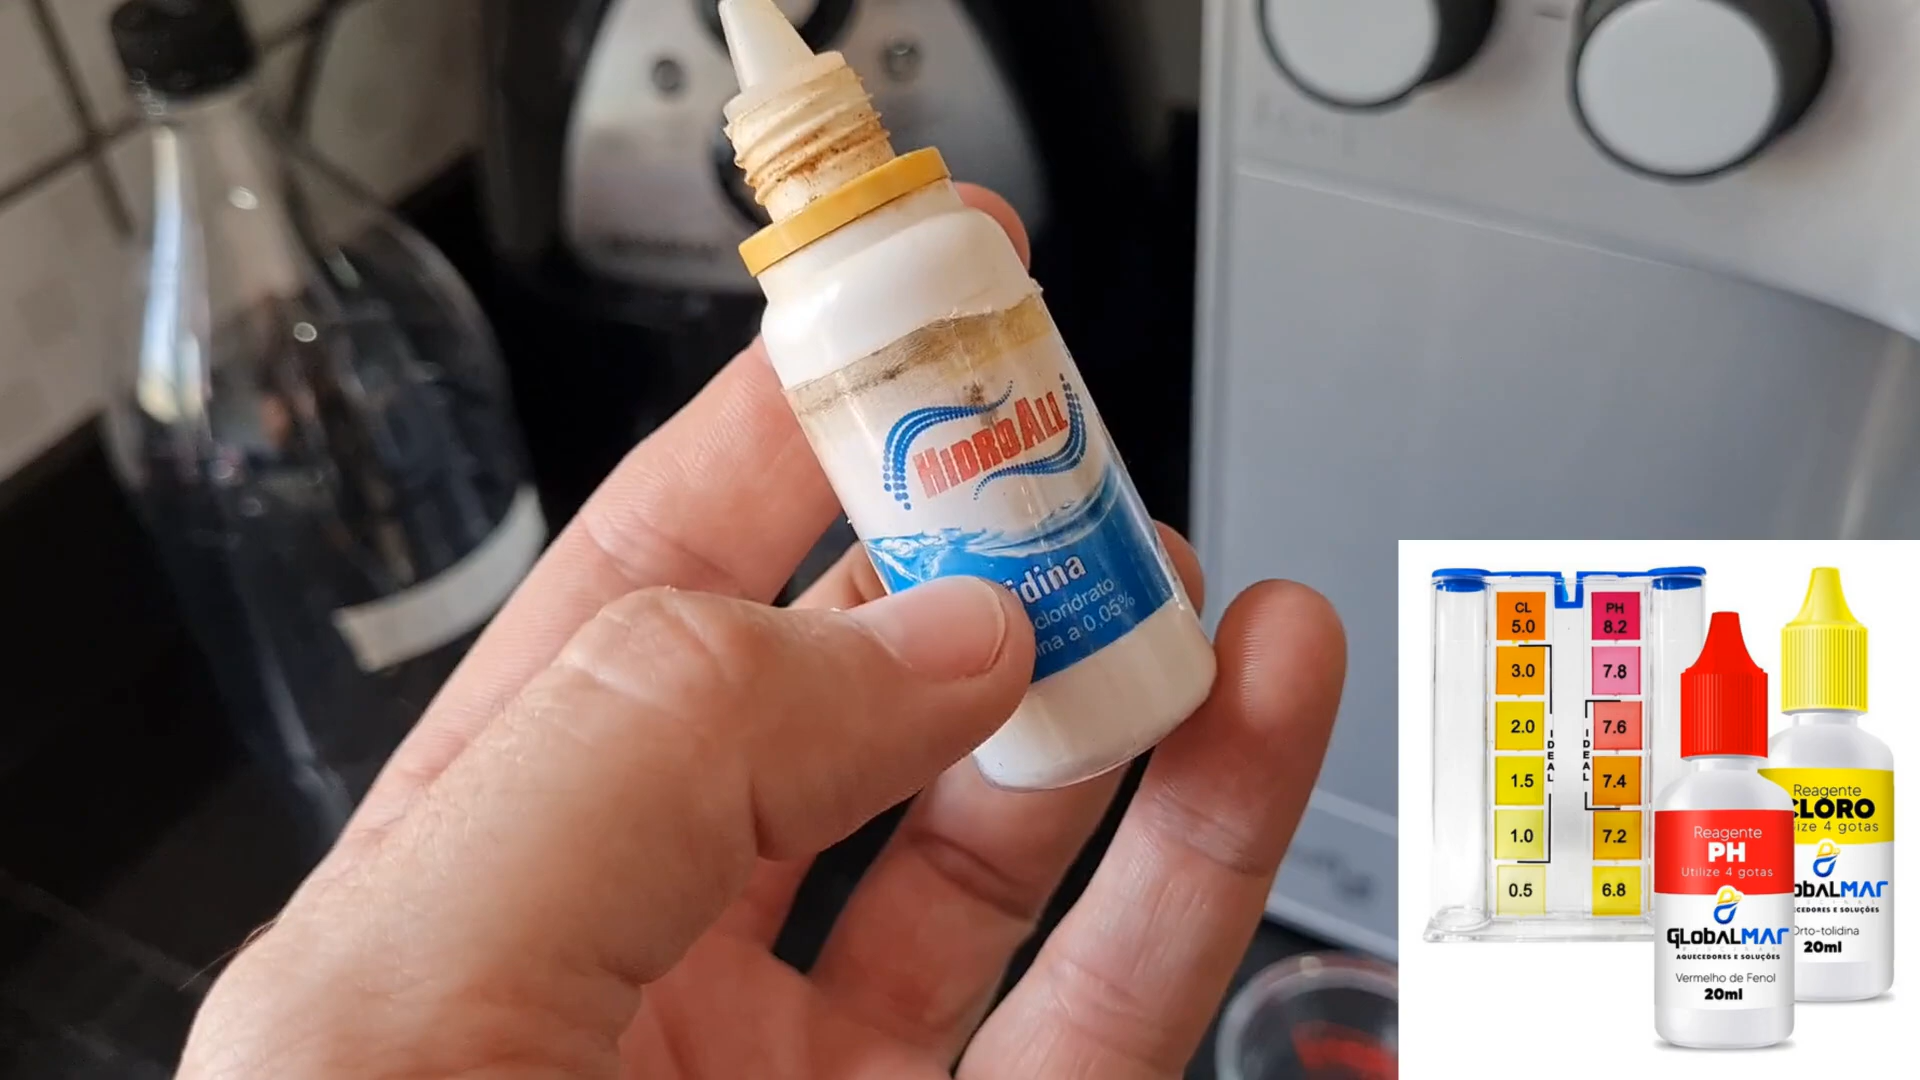 HIDROALL
idina
cloridrato
ina a 0,05%
CL
5.0
3.0
2.0
1.5
1.0
0.5
IDEAL
PH
8.2
7.8
7.6
7.4
7.2
6.8
IDEAL
Reagente
PH
Utilize 4 gotas
GLOBALMAR
PISCINAS
AQUECEDORES E SOLUÇÕES
Vermelho de Fenol
20ml
Reagente
CLORO
ize 4 gotas
obALMAR
CEDORES E SOLUÇÕES
Orto-tolidina
20ml